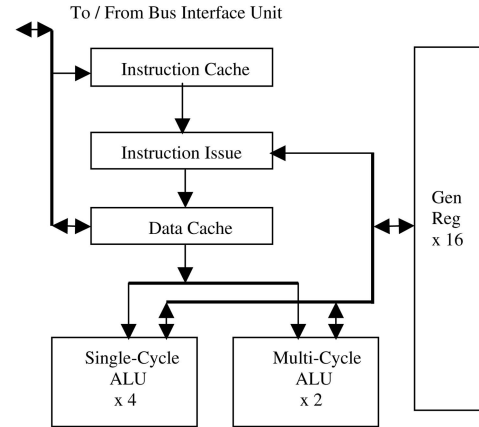 To / From Bus Interface Unit
Instruction Cache
Instruction Issue
Data Cache
Gen
Reg
x 16
Single-Cycle
ALU
x 4
Multi-Cycle
ALU
x 2